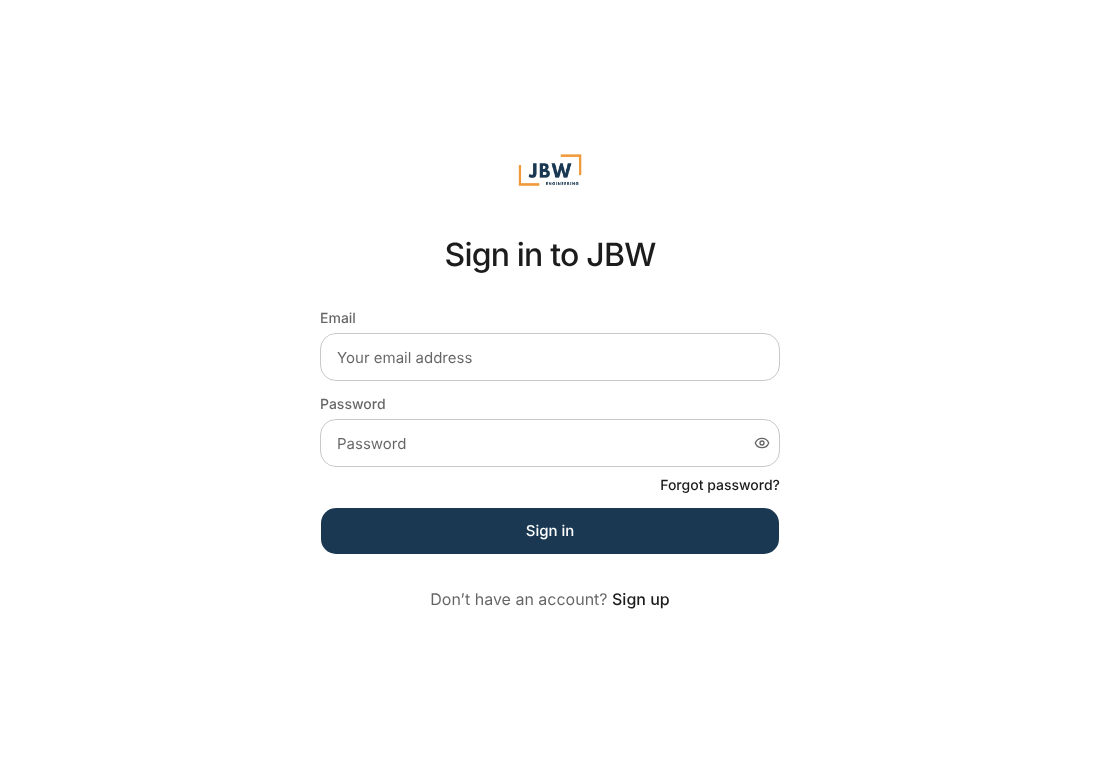 JBW
ENGINEERING
Sign in to JBW
Email
Your email address
Password
Password
Forgot password?
Sign in
Don’t have an account? Sign up